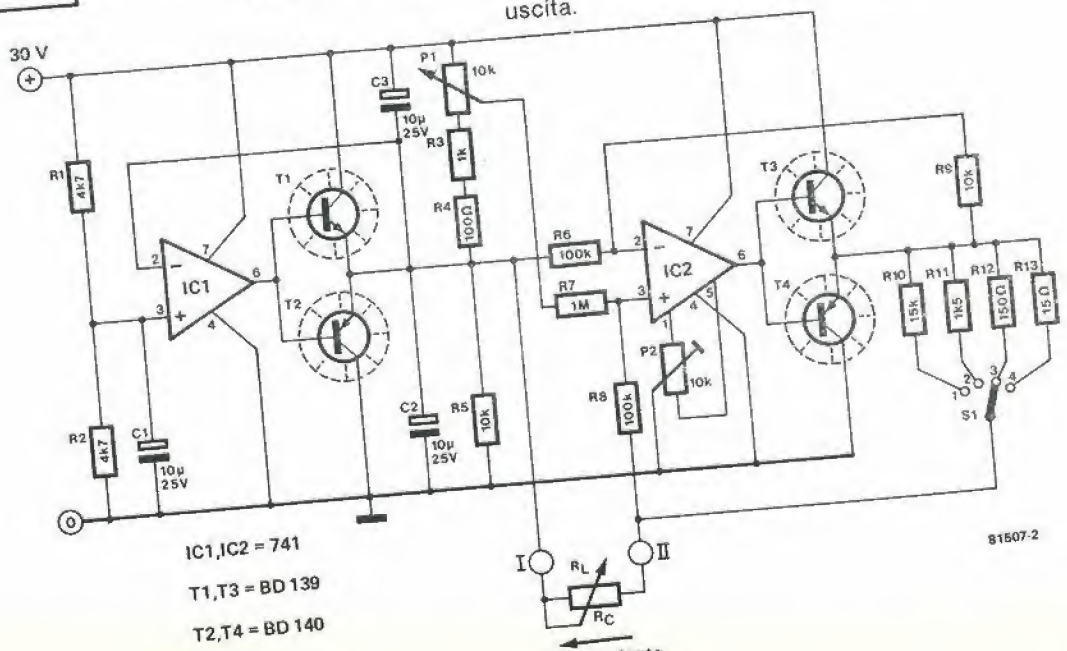 uscita.
30 V
+
P1
10k
C3
10µ
25V
R3
1k
R1
4k7
T1
T3
R9
10k
R4
100Ω
7
7
2
−
IC1
6
3
+
4
R6
100k
2
−
IC2
6
R7
1M
3
+
4
5
1
T2
T4
R10
15k
R11
1k5
R12
150Ω
R13
15Ω
P2
10k
R2
4k7
C1
10µ
25V
C2
10µ
25V
R5
10k
R8
100k
1
2
3
4
S1
0
IC1,IC2 = 741
T1,T3 = BD 139
T2,T4 = BD 140
I
II
RL
RC
81507-2